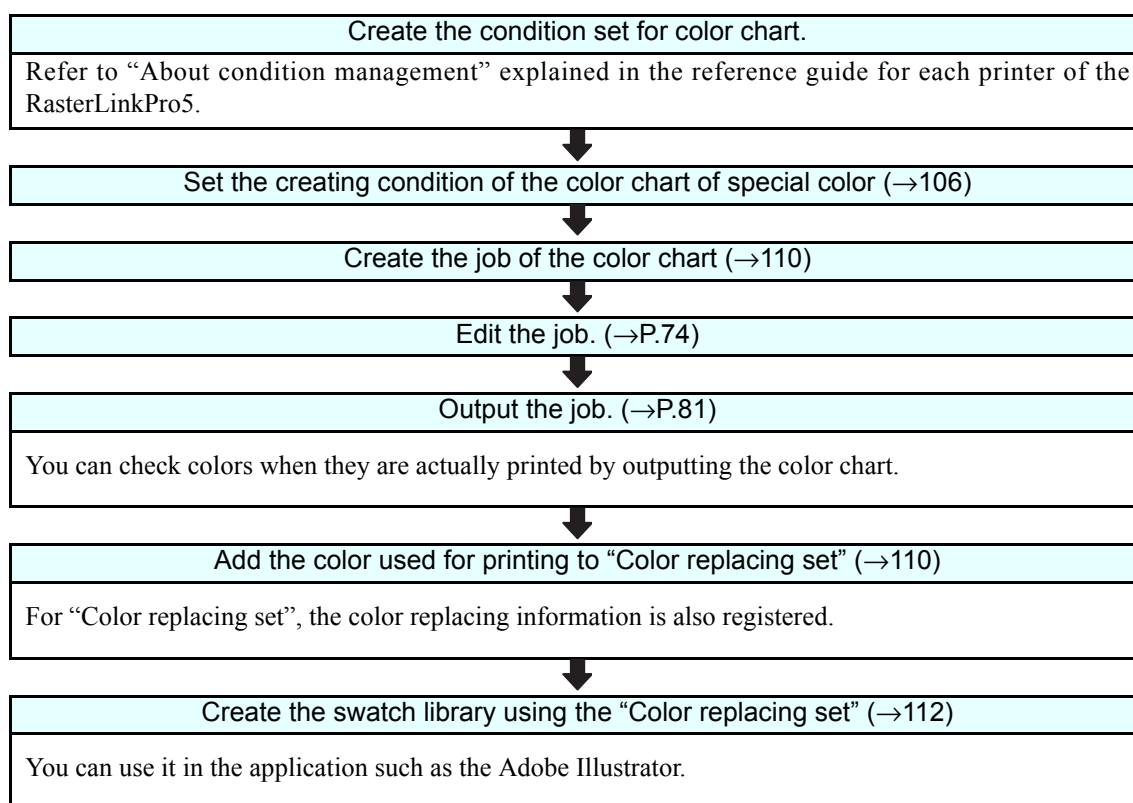 Create the condition set for color chart.
Refer to “About condition management” explained in the reference guide for each printer of the
RasterLinkPro5.
Set the creating condition of the color chart of special color (→106)
Create the job of the color chart (→110)
Edit the job. (→P.74)
Output the job. (→P.81)
You can check colors when they are actually printed by outputting the color chart.
Add the color used for printing to “Color replacing set” (→110)
For “Color replacing set”, the color replacing information is also registered.
Create the swatch library using the “Color replacing set” (→112)
You can use it in the application such as the Adobe Illustrator.